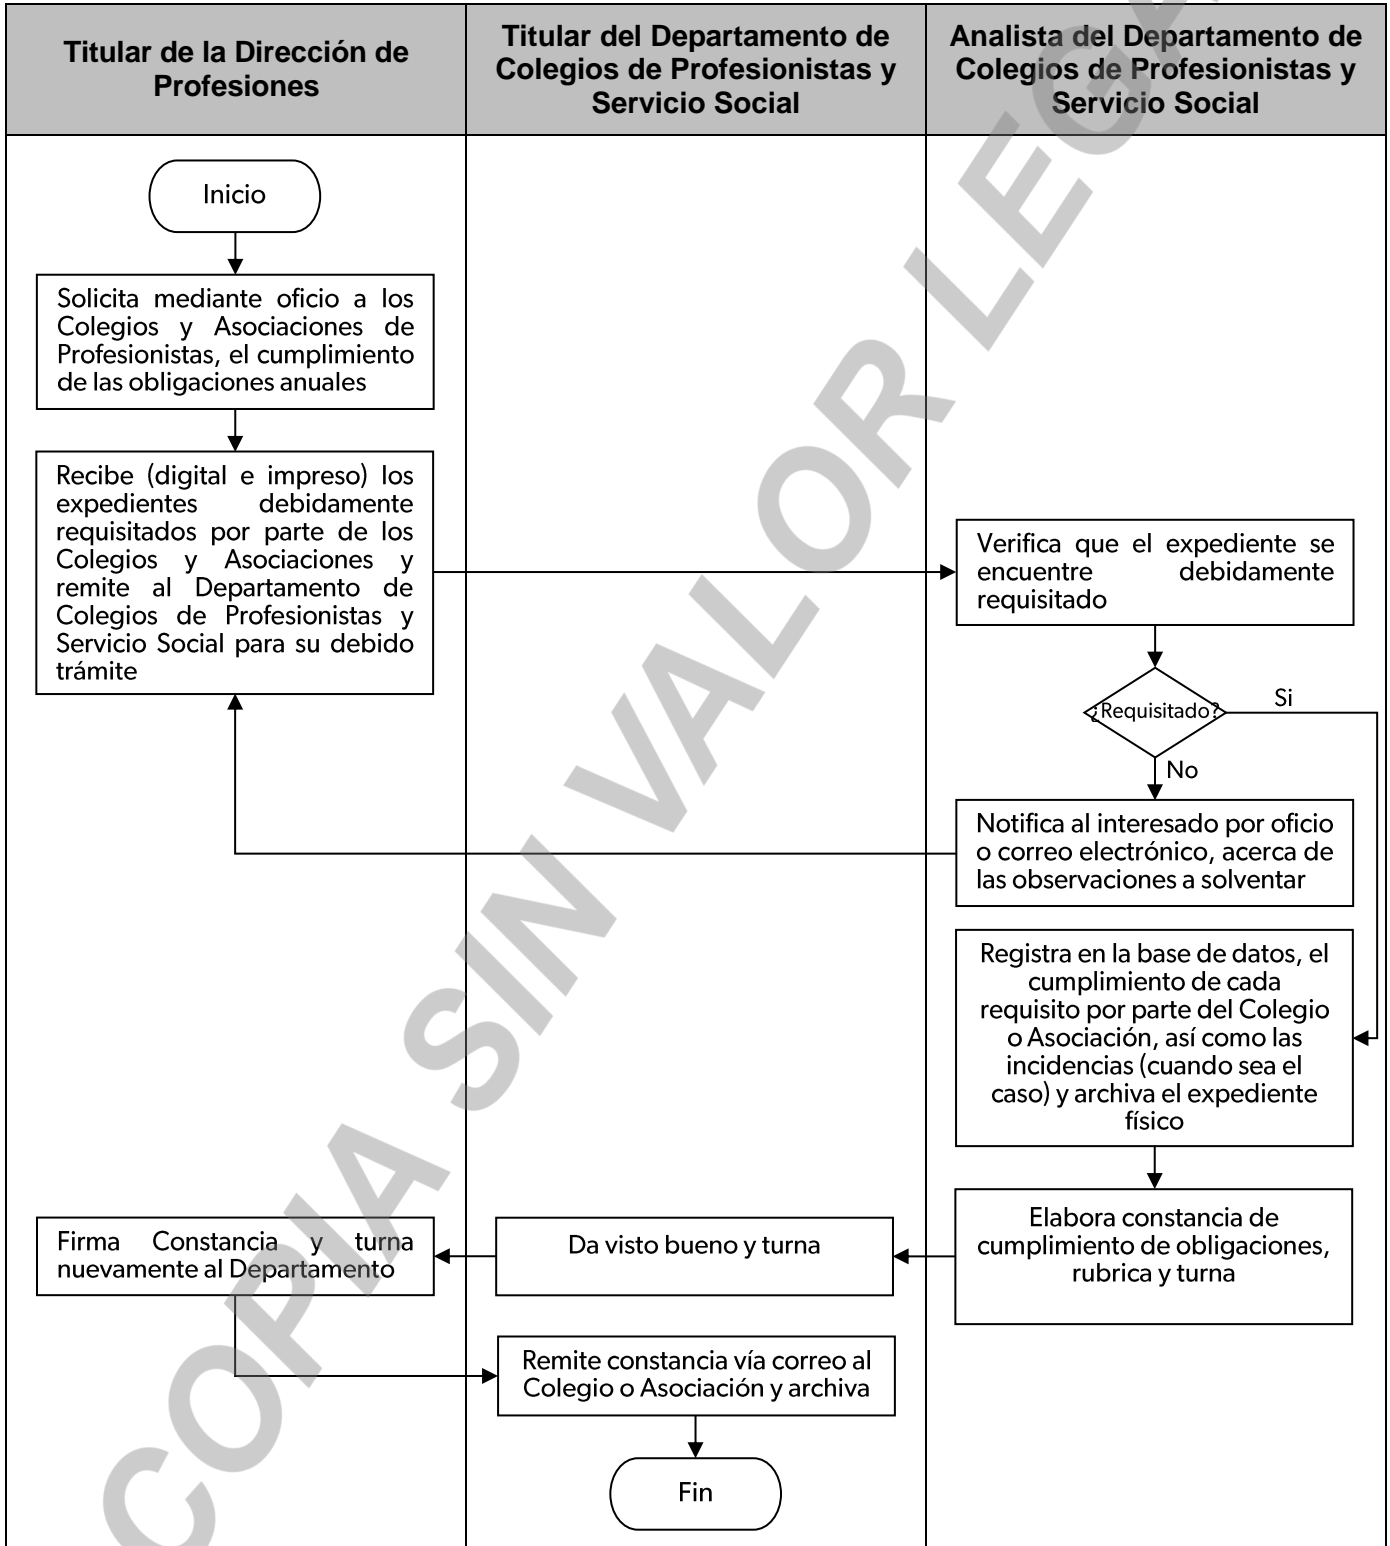 Titular de la Dirección de
Profesiones
Titular del Departamento de
Colegios de Profesionistas y
Servicio Social
Analista del Departamento de
Colegios de Profesionistas y
Servicio Social
Inicio
Solicita mediante oficio a los
Colegios y Asociaciones de
Profesionistas, el cumplimiento
de las obligaciones anuales
Recibe (digital e impreso) los
expedientes debidamente
requisitados por parte de los
Colegios y Asociaciones y
remite al Departamento de
Colegios de Profesionistas y
Servicio Social para su debido
trámite
Verifica que el expediente se
encuentre debidamente
requisitado
¿Requisitado?
Si
No
Notifica al interesado por oficio
o correo electrónico, acerca de
las observaciones a solventar
Registra en la base de datos, el
cumplimiento de cada
requisito por parte del Colegio
o Asociación, así como las
incidencias (cuando sea el
caso) y archiva el expediente
físico
Elabora constancia de
cumplimiento de obligaciones,
rubrica y turna
Da visto bueno y turna
Firma Constancia y turna
nuevamente al Departamento
Remite constancia vía correo al
Colegio o Asociación y archiva
Fin
COPIA SIN VALOR LEGA